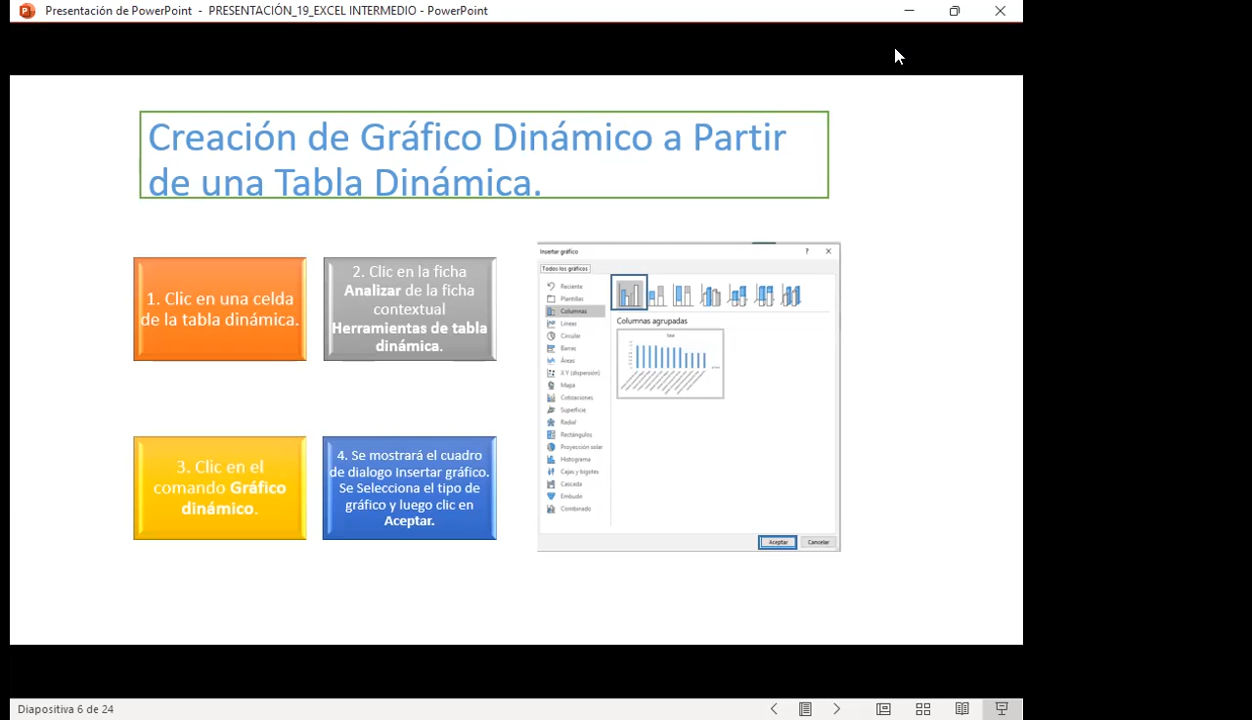 Presentación de PowerPoint - PRESENTACIÓN_19_EXCEL INTERMEDIO - PowerPoint
Creación de Gráfico Dinámico a Partir
de una Tabla Dinámica.
1. Clic en una celda
de la tabla dinámica.
2. Clic en la ficha
Analizar de la ficha
contextual
Herramientas de tabla
dinámica.
3. Clic en el
comando Gráfico
dinámico.
4. Se mostrará el cuadro
de dialogo Insertar gráfico.
Se Selecciona el tipo de
gráfico y luego clic en
Aceptar.
Insertar gráfico
Todos los gráficos
Reciente
Plantillas
Columnas
Líneas
Circular
Barras
Áreas
X Y (dispersión)
Mapa
Cotizaciones
Superficie
Radial
Rectángulos
Proyección solar
Histograma
Cajas y bigotes
Cascada
Embudo
Combinado
Columnas agrupadas
Total
Aceptar
Cancelar
Diapositiva 6 de 24